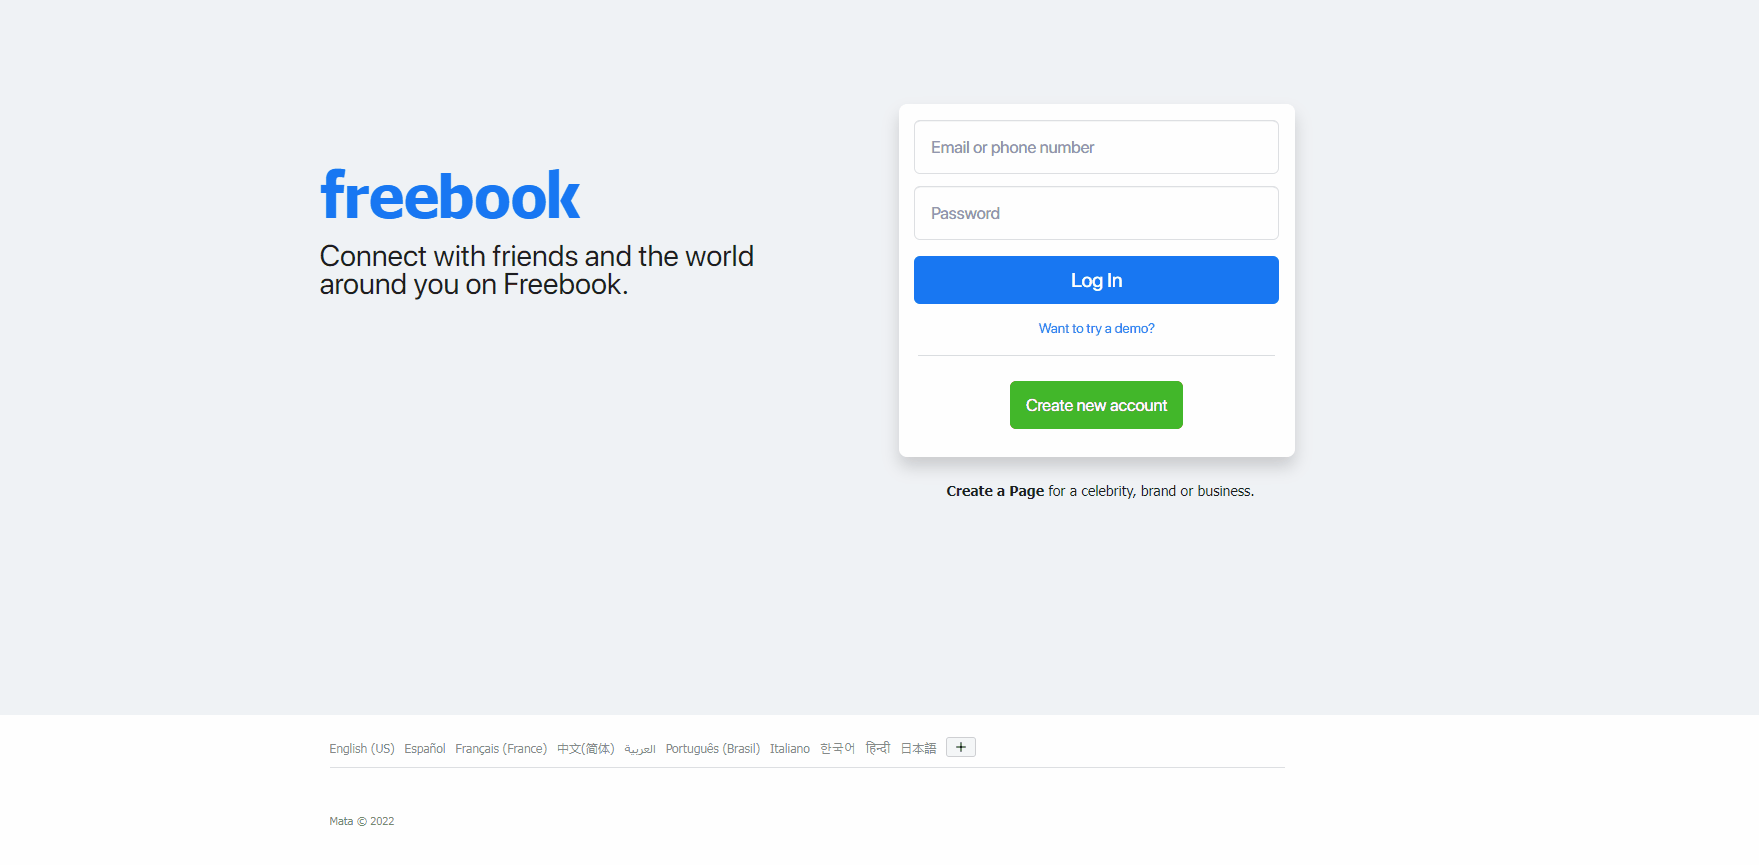 freebook
Connect with friends and the world
around you on Freebook.
Email or phone number
Password
Log In
Want to try a demo?
Create new account
Create a Page for a celebrity, brand or business.
English (US) Español Français (France) 中文(简体) العربية Português (Brasil) Italiano 한국어 हिन्दी 日本語 +
Mata © 2022